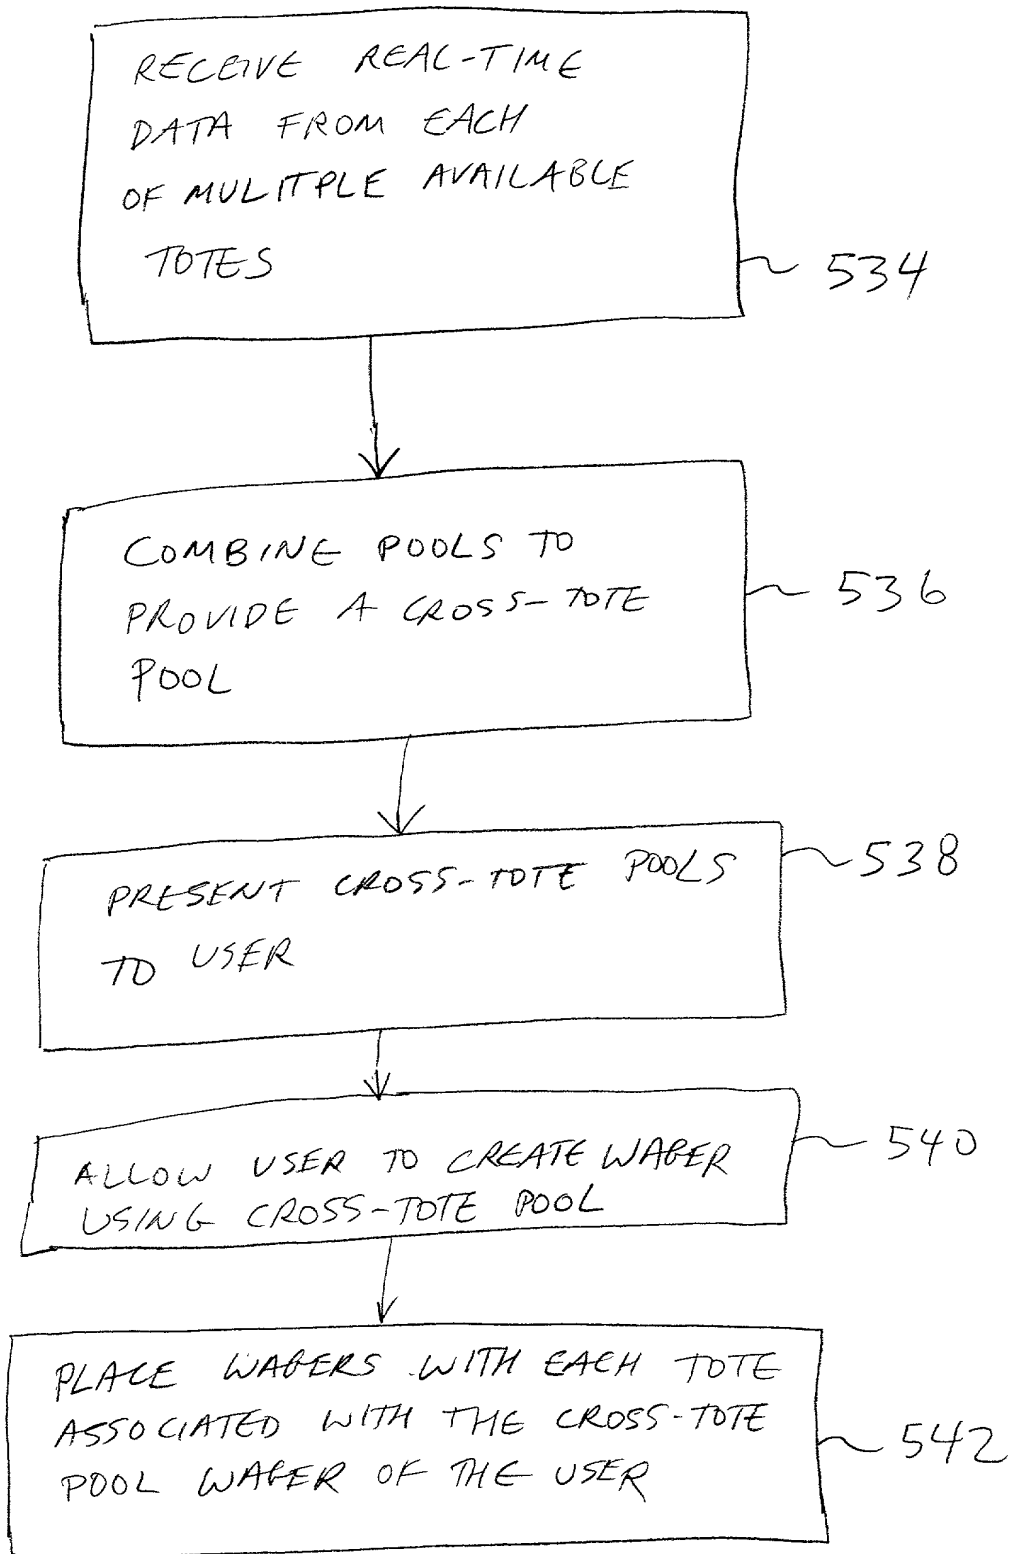 RECEIVE REAL-TIME
DATA FROM EACH
OF MULITPLE AVAILABLE
TOTES
534
COMBINE POOLS TO
PROVIDE A CROSS-TOTE
POOL
536
PRESENT CROSS-TOTE POOLS
TO USER
538
ALLOW USER TO CREATE WAGER
USING CROSS-TOTE POOL
540
PLACE WAGERS WITH EACH TOTE
ASSOCIATED WITH THE CROSS-TOTE
POOL WAGER OF THE USER
542